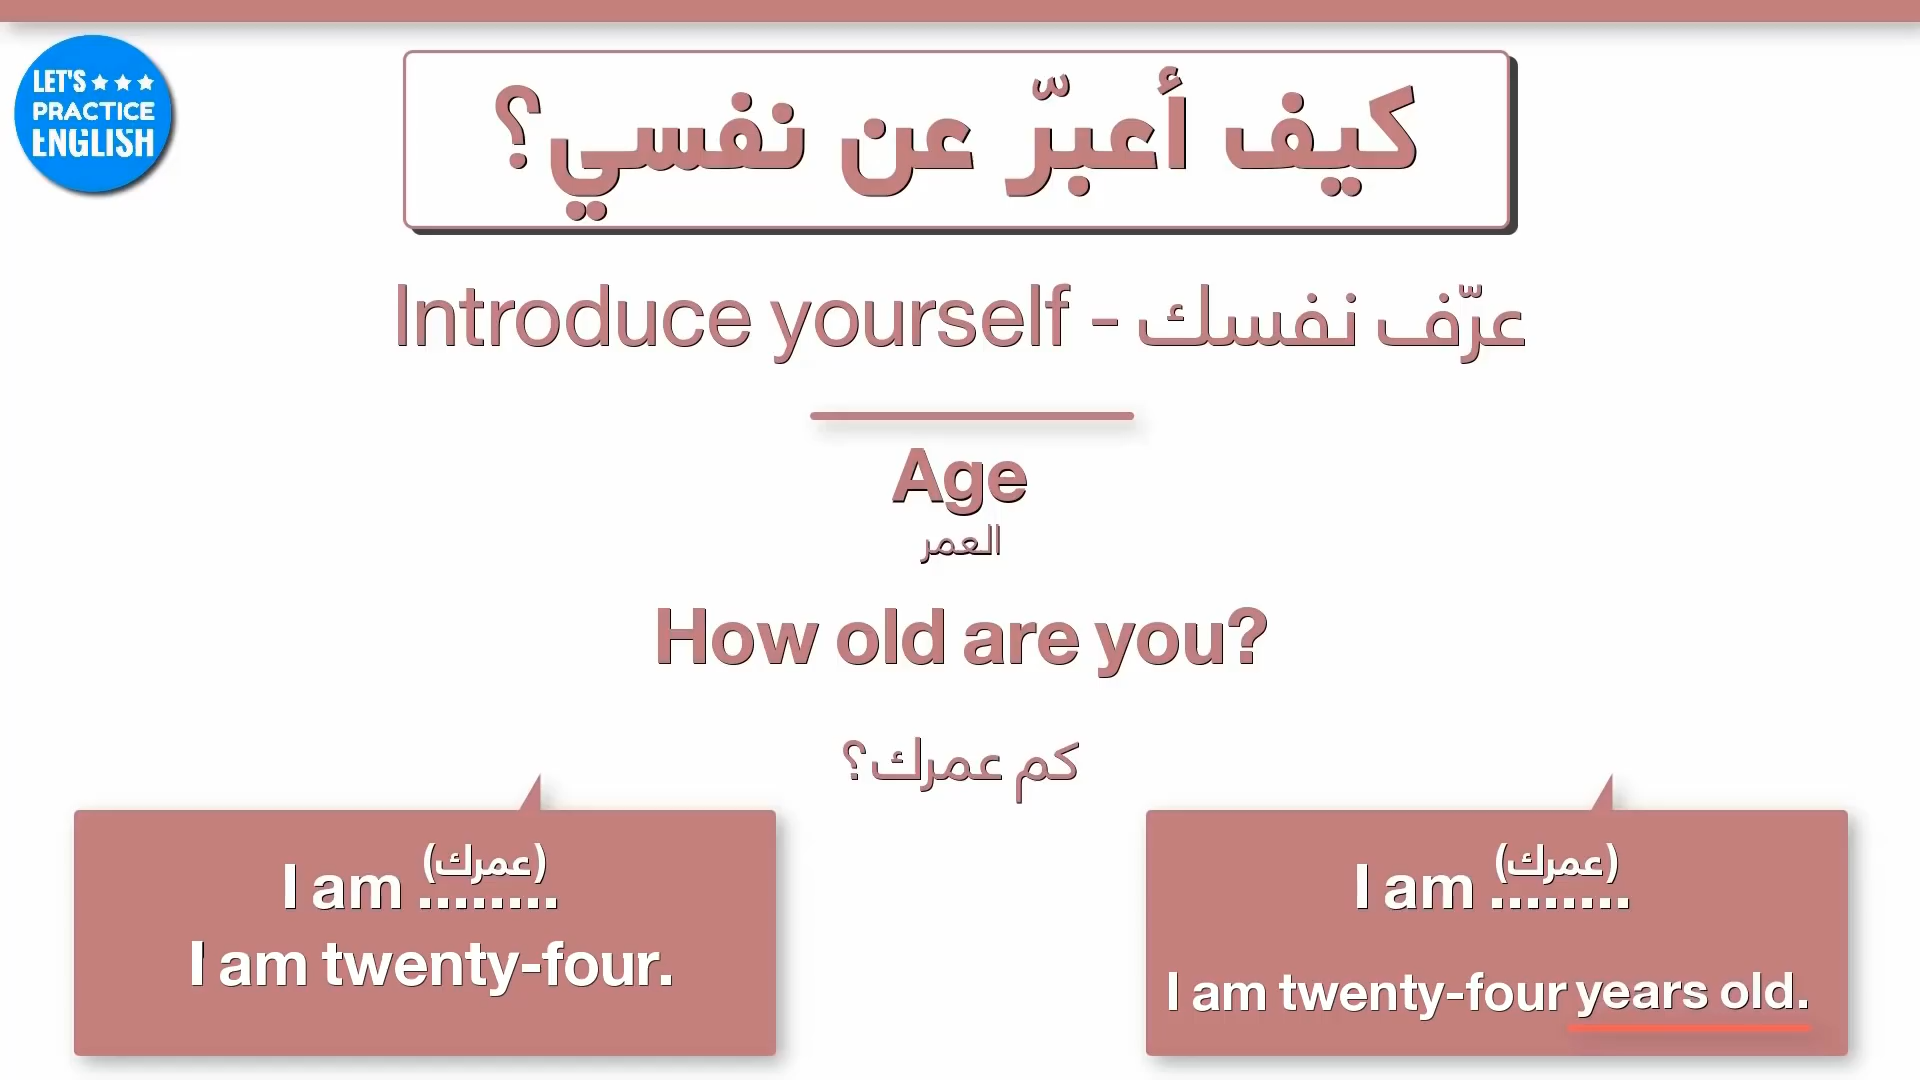 LET'S
PRACTICE
ENGLISH
كيف أعبّر عن نفسي؟
Introduce yourself - عرّف نفسك
Age
العمر
How old are you?
كم عمرك؟
(عمرك)
I am ........
I am twenty-four.
(عمرك)
I am ........
I am twenty-four years old.